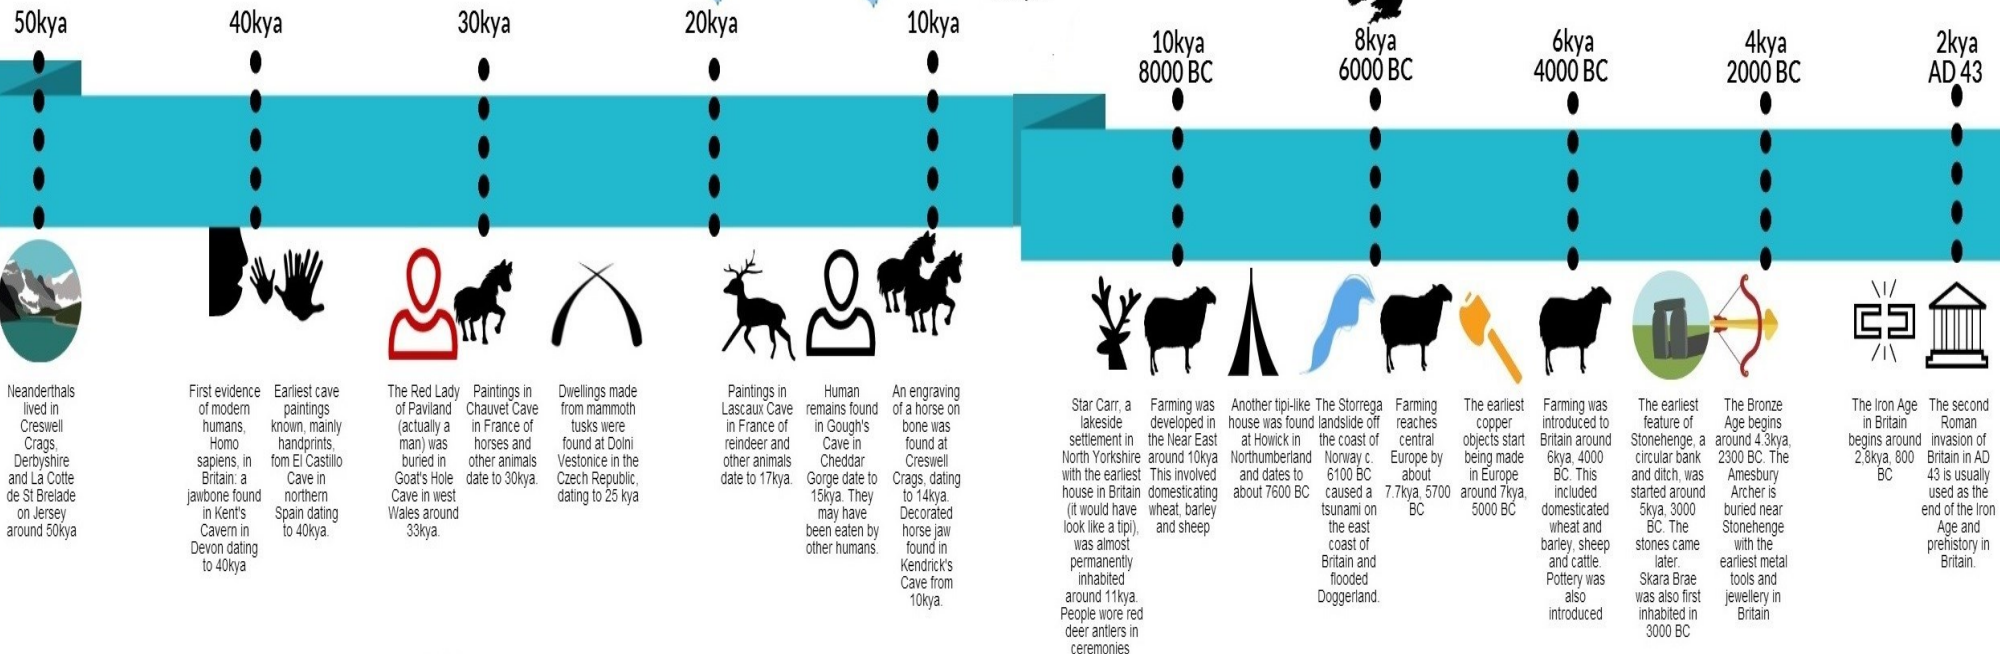 50kya
40kya
30kya
20kya
10kya
10kya
8000 BC
8kya
6000 BC
6kya
4000 BC
4kya
2000 BC
2kya
AD 43
Neanderthals
lived in
Creswell
Crags,
Derbyshire
and La Cotte
de St Brelade
on Jersey
around 50kya
First evidence
of modern
humans,
Homo
sapiens, in
Britain: a
jawbone found
in Kent's
Cavern in
Devon dating
to 40kya
Earliest cave
paintings
known, mainly
handprints,
fom El Castillo
Cave in
northern
Spain dating
to 40kya.
The Red Lady
of Paviland
(actually a
man) was
buried in
Goat's Hole
Cave in west
Wales around
33kya.
Paintings in
Chauvet Cave
in France of
horses and
other animals
date to 30kya.
Dwellings made
from mammoth
tusks were
found at Dolni
Vestonice in the
Czech Republic,
dating to 25 kya
Paintings in
Lascaux Cave
in France of
reindeer and
other animals
date to 17kya.
Human
remains found
in Gough's
Cave in
Cheddar
Gorge date to
15kya. They
may have
been eaten by
other humans.
An engraving
of a horse on
bone was
found at
Creswell
Crags, dating
to 14kya.
Decorated
horse jaw
found in
Kendrick's
Cave from
10kya.
Star Carr, a
lakeside
settlement in
North Yorkshire
with the earliest
house in Britain
(it would have
look like a tipi),
was almost
permanently
inhabited
around 11kya.
People wore red
deer antlers in
ceremonies
Farming was
developed in
the Near East
around 10kya
This involved
domesticating
wheat, barley
and sheep
Another tipi-like
house was found
at Howick in
Northumberland
and dates to
about 7600 BC
The Storrega
landslide off
the coast of
Norway c.
6100 BC
caused a
tsunami on
the east
coast of
Britain and
flooded
Doggerland.
Farming
reaches
central
Europe by
about
7.7kya, 5700
BC
The earliest
copper
objects start
being made
in Europe
around 7kya,
5000 BC
Farming was
introduced to
Britain around
6kya, 4000
BC. This
included
domesticated
wheat and
barley, sheep
and cattle.
Pottery was
also
introduced
The earliest
feature of
Stonehenge, a
circular bank
and ditch, was
started around
5kya, 3000
BC. The
stones came
later.
Skara Brae
was also first
inhabited in
3000 BC
The Bronze
Age begins
around 4.3kya,
2300 BC. The
Amesbury
Archer is
buried near
Stonehenge
with the
earliest metal
tools and
jewellery in
Britain
The Iron Age
in Britain
begins around
2,8kya, 800
BC
The second
Roman
invasion of
Britain in AD
43 is usually
used as the
end of the Iron
Age and
prehistory in
Britain.